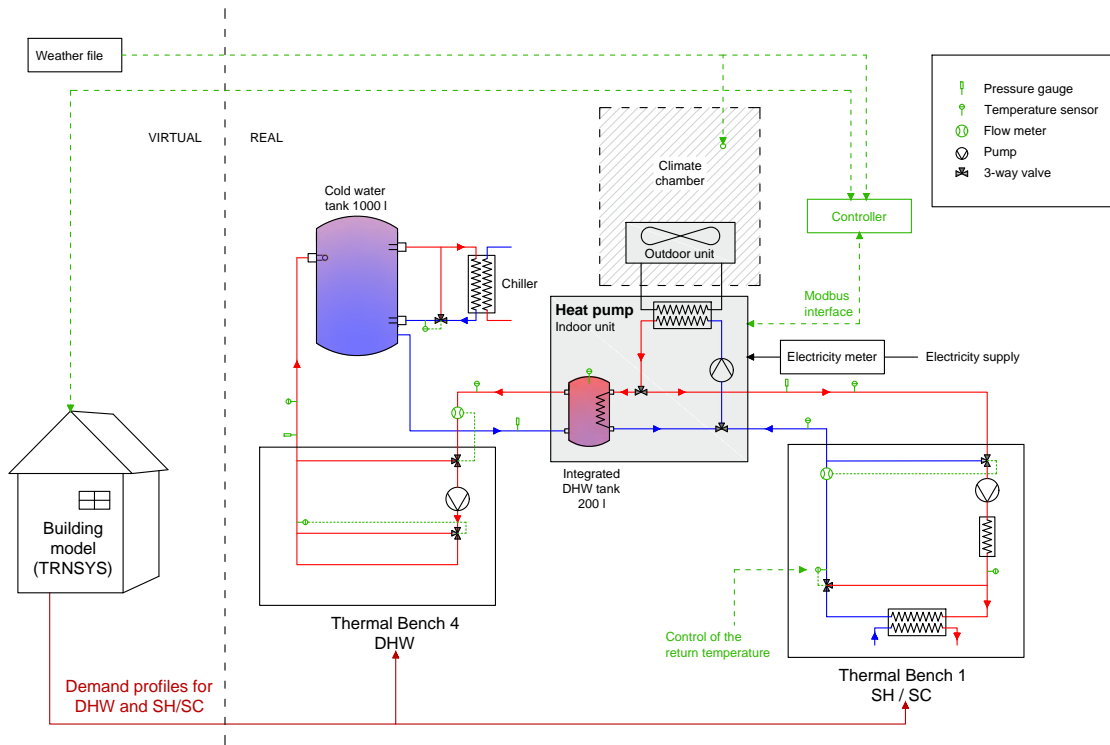 Weather file
VIRTUAL
REAL
Pressure gauge
Temperature sensor
Flow meter
Pump
3-way valve
Climate
chamber
Cold water
tank 1000 l
Controller
Outdoor unit
Chiller
Heat pump
Indoor unit
Modbus
interface
Electricity meter
Electricity supply
Integrated
DHW tank
200 l
Building
model
(TRNSYS)
Thermal Bench 4
DHW
Control of the
return temperature
Thermal Bench 1
SH / SC
Demand profiles for
DHW and SH/SC